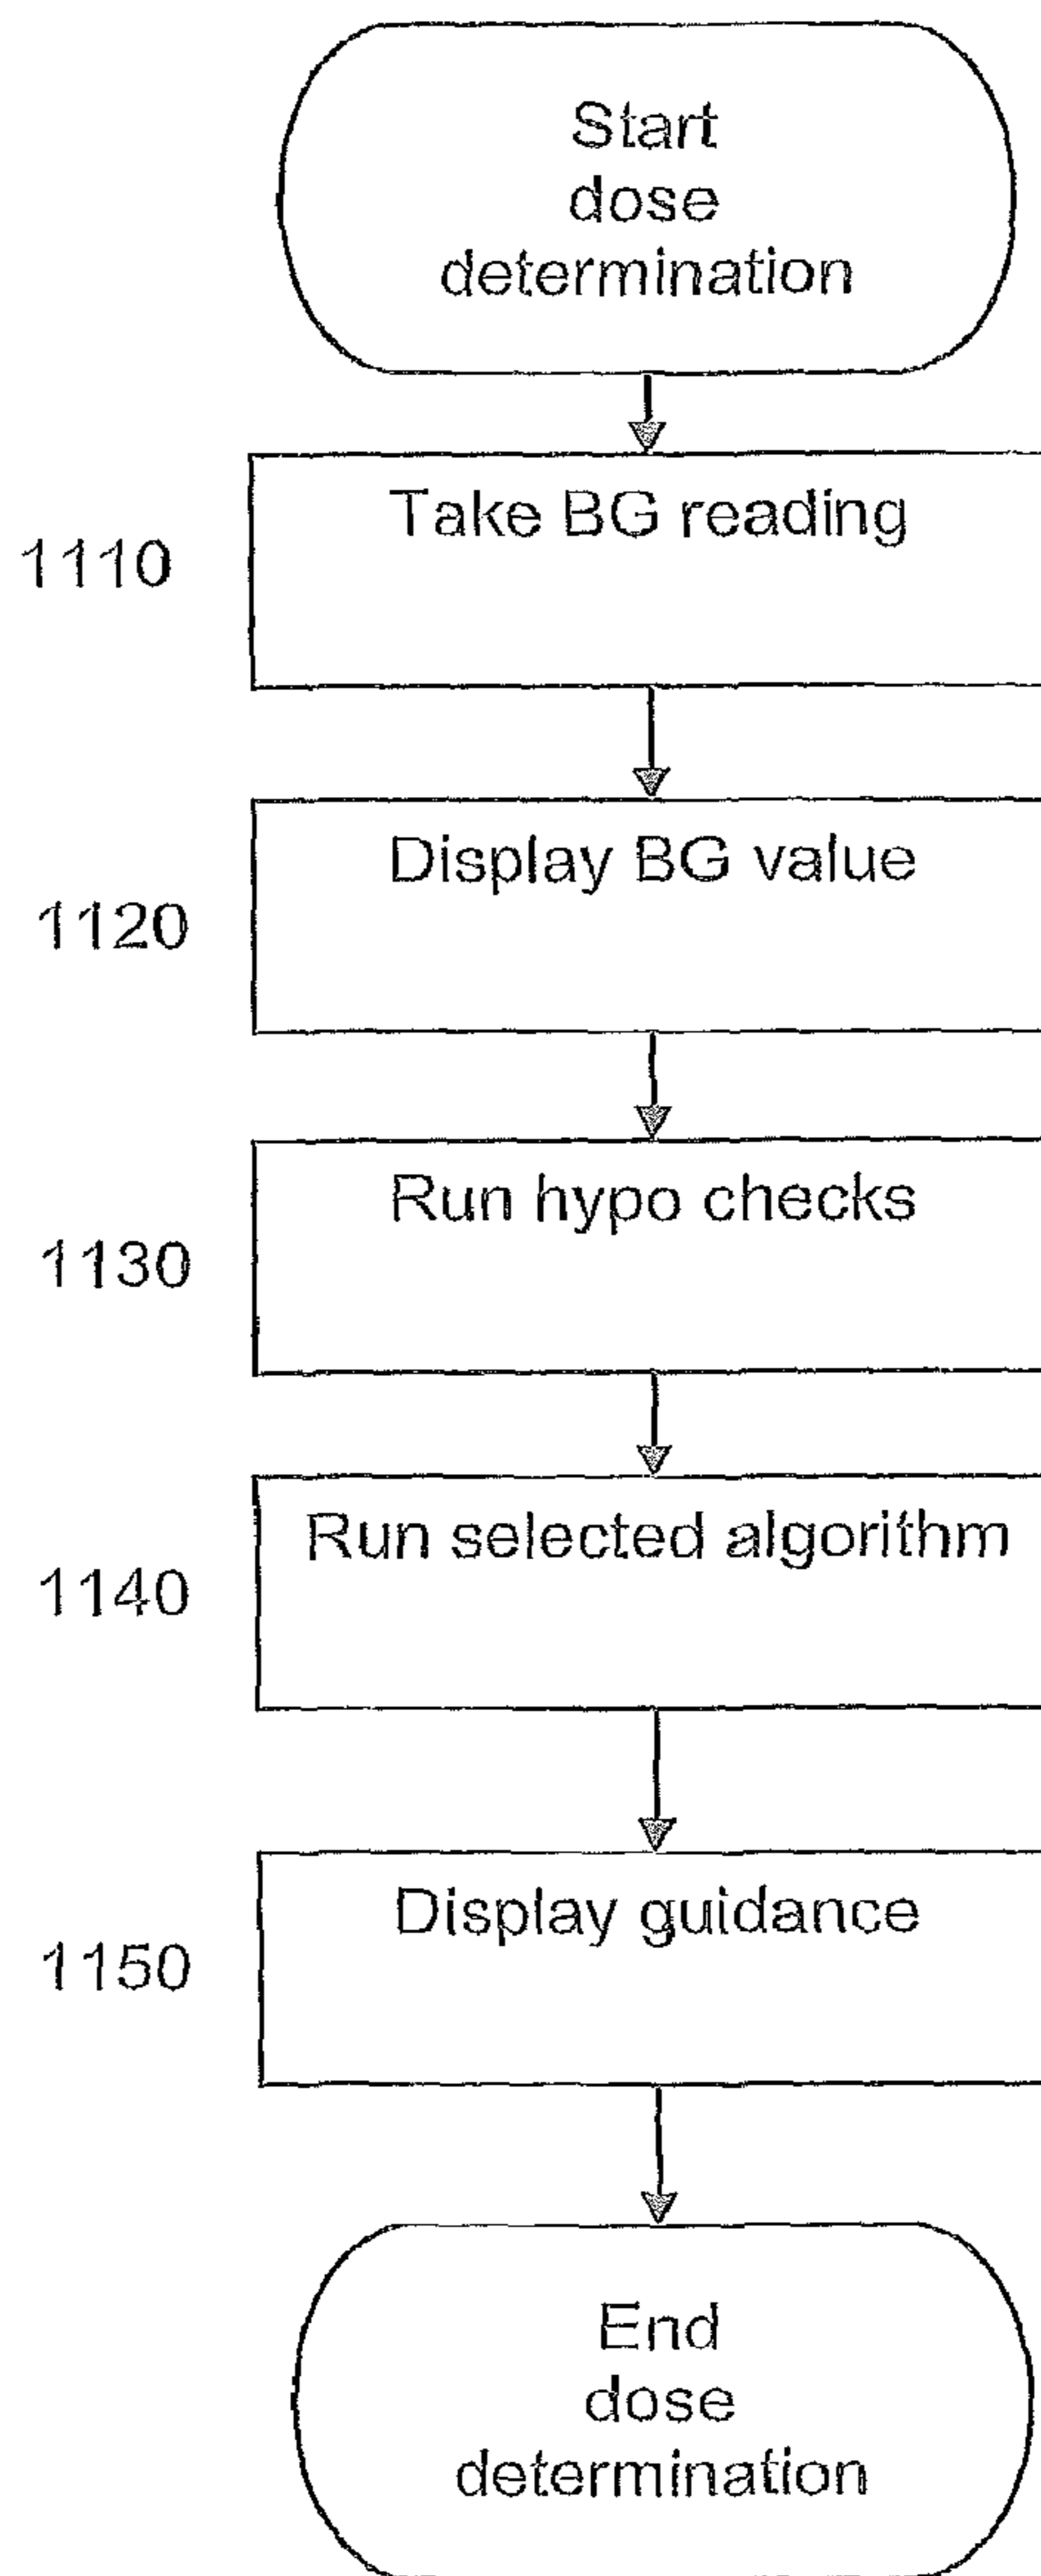 Start
dose
determination
Take BG reading
1110
Display BG value
1120
Run hypo checks
1130
Run selected algorithm
1140
Display guidance
1150
End
dose
determination